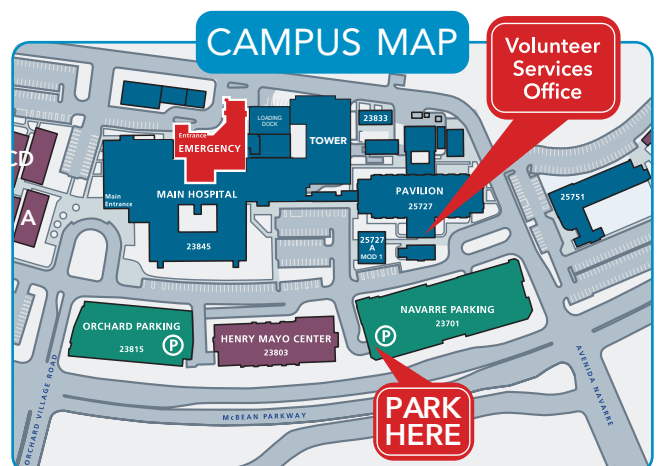 CAMPUS MAP
Volunteer
Services
Office
LOADING
DOCK
23833
Entrance
EMERGENCY
TOWER
CD
A
Main
Entrance
MAIN HOSPITAL
23845
PAVILION
25727
25751
25727
A
MOD 1
ORCHARD PARKING
23815
P
HENRY MAYO CENTER
23803
NAVARRE PARKING
23701
P
PARK
HERE
ORCHARD VILLAGE ROAD
McBEAN PARKWAY
AVENIDA NAVARRE